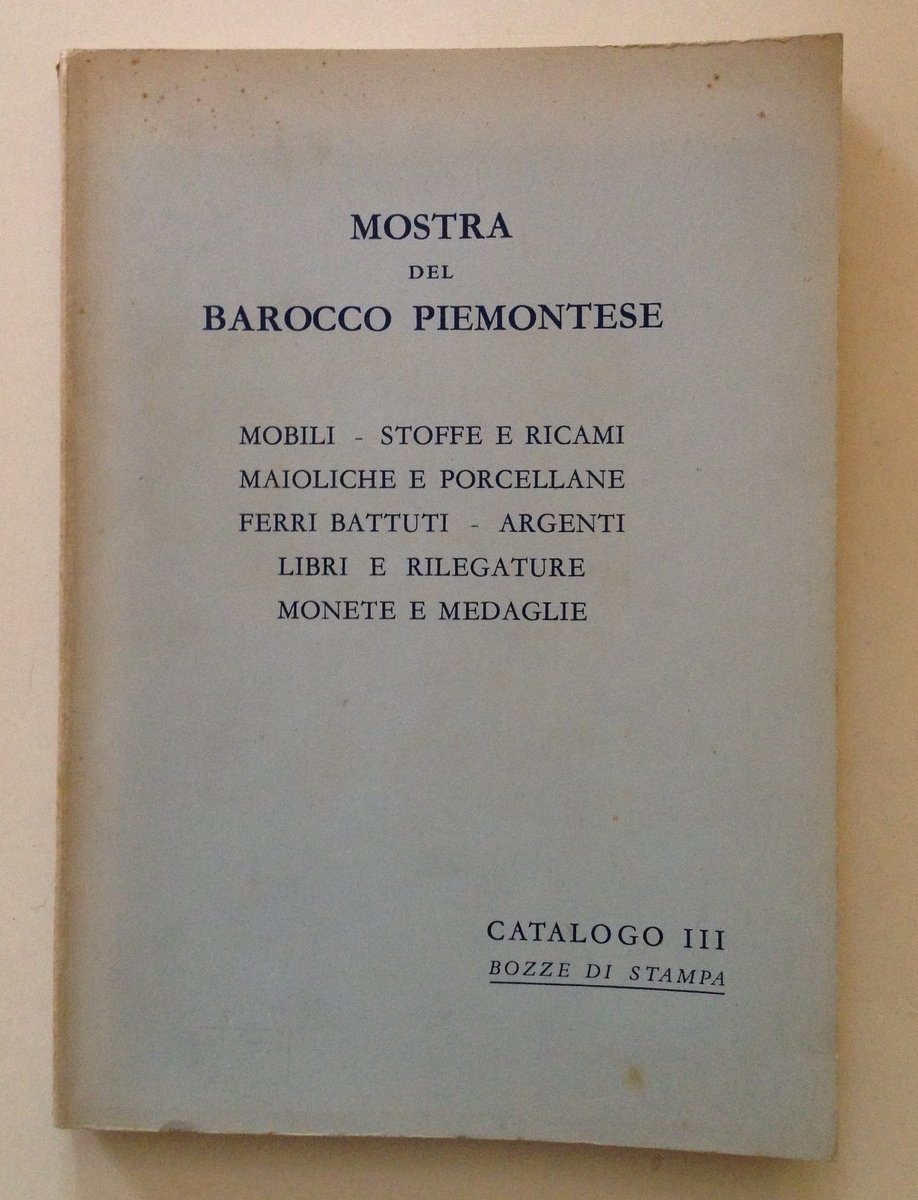 MOSTRA
DEL
BAROCCO PIEMONTESE
MOBILI - STOFFE E RICAMI
MAIOLICHE E PORCELLANE
FERRI BATTUTI - ARGENTI
LIBRI E RILEGATURE
MONETE E MEDAGLIE
CATALOGO III
BOZZE DI STAMPA